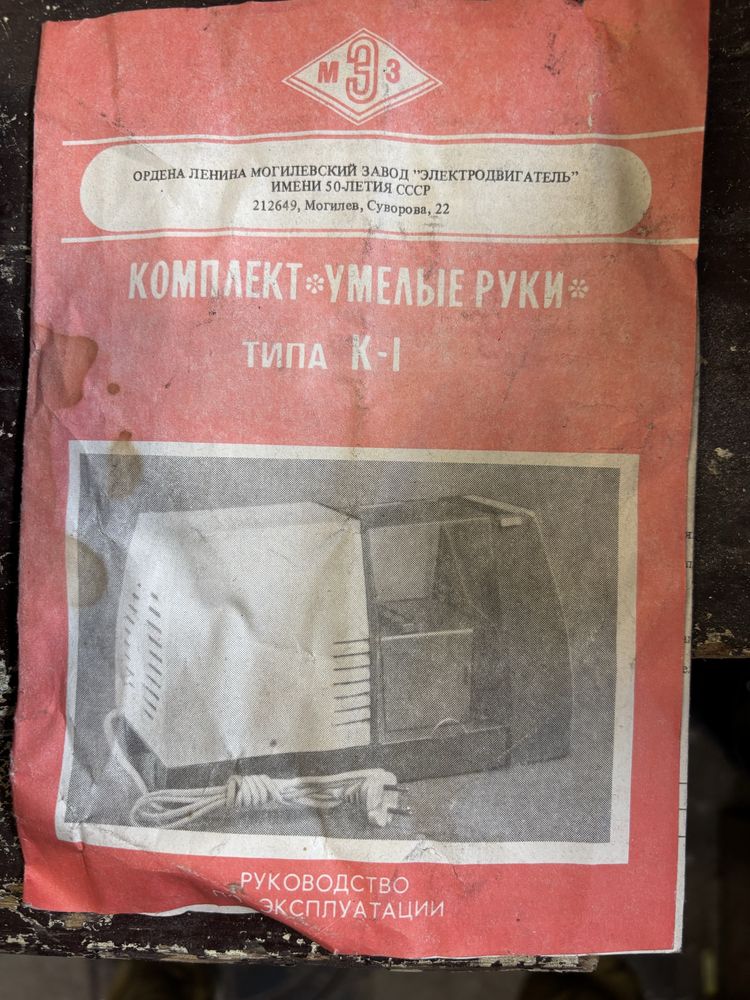 МЭЗ
ОРДЕНА ЛЕНИНА МОГИЛЕВСКИЙ ЗАВОД "ЭЛЕКТРОДВИГАТЕЛЬ"
ИМЕНИ 50-ЛЕТИЯ СССР
212649, Могилев, Суворова, 22
КОМПЛЕКТ *УМЕЛЫЕ РУКИ*
ТИПА К-1
РУКОВОДСТВО
ЭКСПЛУАТАЦИИ